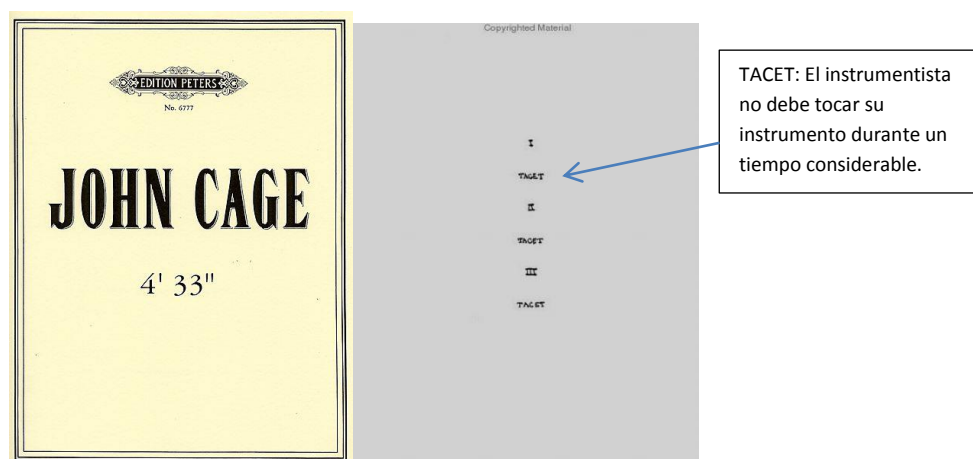 EDITION PETERS
No. 6777
JOHN CAGE
4' 33"
Copyrighted Material
I
TACET
II
TACET
III
TACET
TACET: El instrumentista
no debe tocar su
instrumento durante un
tiempo considerable.